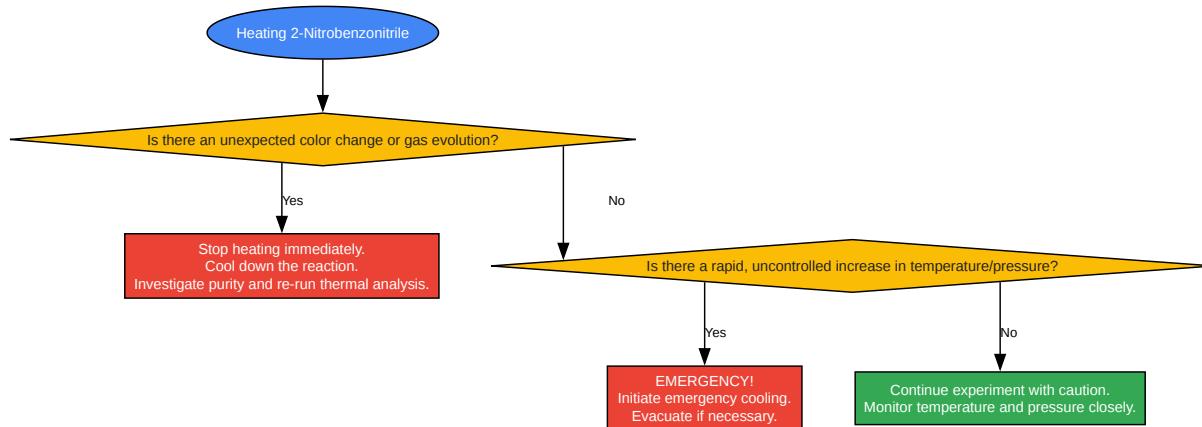 Heating 2-Nitrobenzonitrile
Is there an unexpected color change or gas evolution?
Yes
No
Stop heating immediately.
Cool down the reaction.
Investigate purity and re-run thermal analysis.
Is there a rapid, uncontrolled increase in temperature/pressure?
Yes
No
EMERGENCY!
Initiate emergency cooling.
Evacuate if necessary.
Continue experiment with caution.
Monitor temperature and pressure closely.